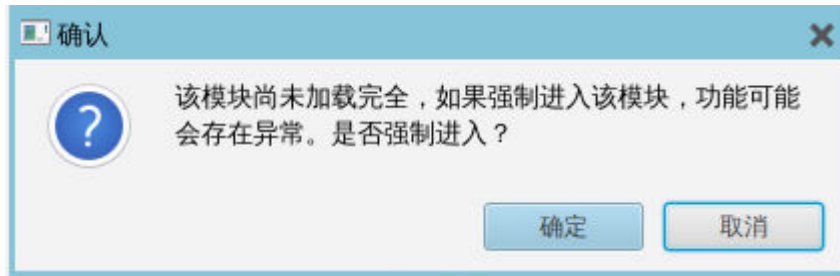 确认
该模块尚未加载完全，如果强制进入该模块，功能可能
会存在异常。是否强制进入？
确定
取消